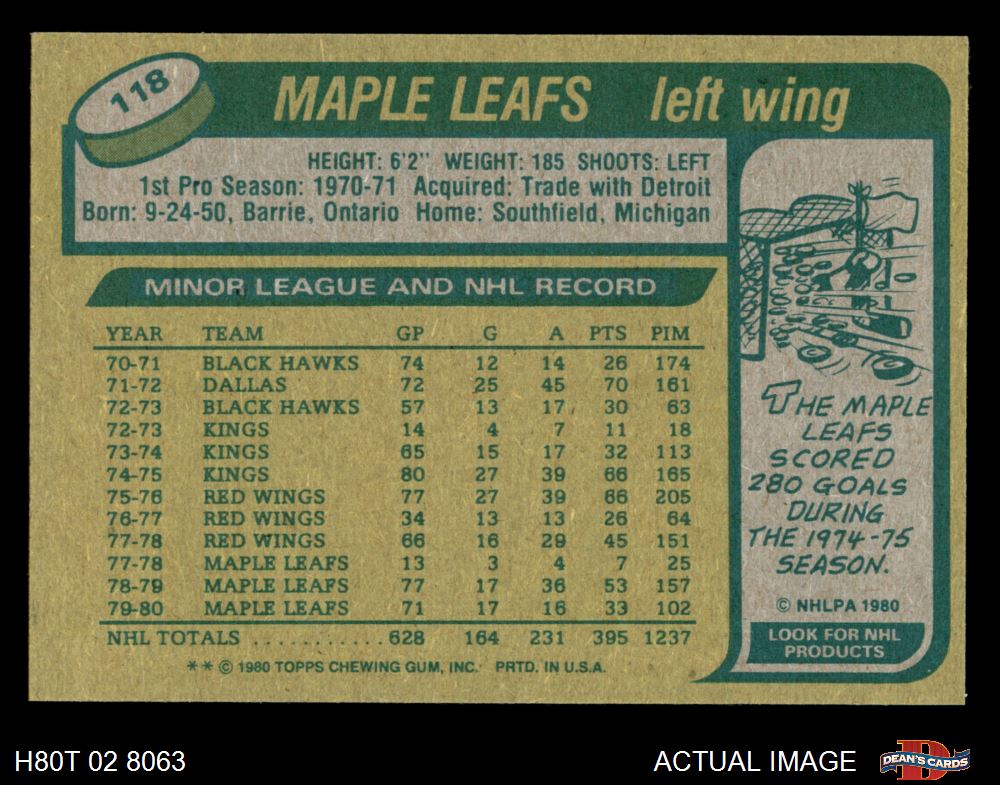 118
MAPLE LEAFS left wing
HEIGHT: 6'2" WEIGHT: 185 SHOOTS: LEFT
1st Pro Season: 1970-71 Acquired: Trade with Detroit
Born: 9-24-50, Barrie, Ontario Home: Southfield, Michigan
MINOR LEAGUE AND NHL RECORD
YEAR TEAM GP G A PTS PIM
70-71 BLACK HAWKS 74 12 14 26 174
71-72 DALLAS 72 25 45 70 161
72-73 BLACK HAWKS 57 13 17 30 63
72-73 KINGS 14 4 7 11 18
73-74 KINGS 65 15 17 32 113
74-75 KINGS 80 27 39 66 165
75-76 RED WINGS 77 27 39 66 205
76-77 RED WINGS 34 13 13 26 64
77-78 RED WINGS 66 16 29 45 151
77-78 MAPLE LEAFS 13 3 4 7 25
78-79 MAPLE LEAFS 77 17 36 53 157
79-80 MAPLE LEAFS 71 17 16 33 102
NHL TOTALS ............ 628 164 231 395 1237
** © 1980 TOPPS CHEWING GUM, INC. PRTD. IN U.S.A.
THE MAPLE
LEAFS
SCORED
280 GOALS
DURING
THE 1974-75
SEASON.
© NHLPA 1980
LOOK FOR NHL
PRODUCTS
H80T 02 8063
ACTUAL IMAGE
D
DEAN'S CARDS